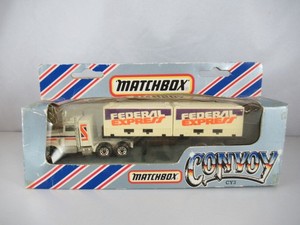 MATCHBOX
FEDERAL EXPRESS
FEDERAL EXPRESS
MATCHBOX
CONVOY